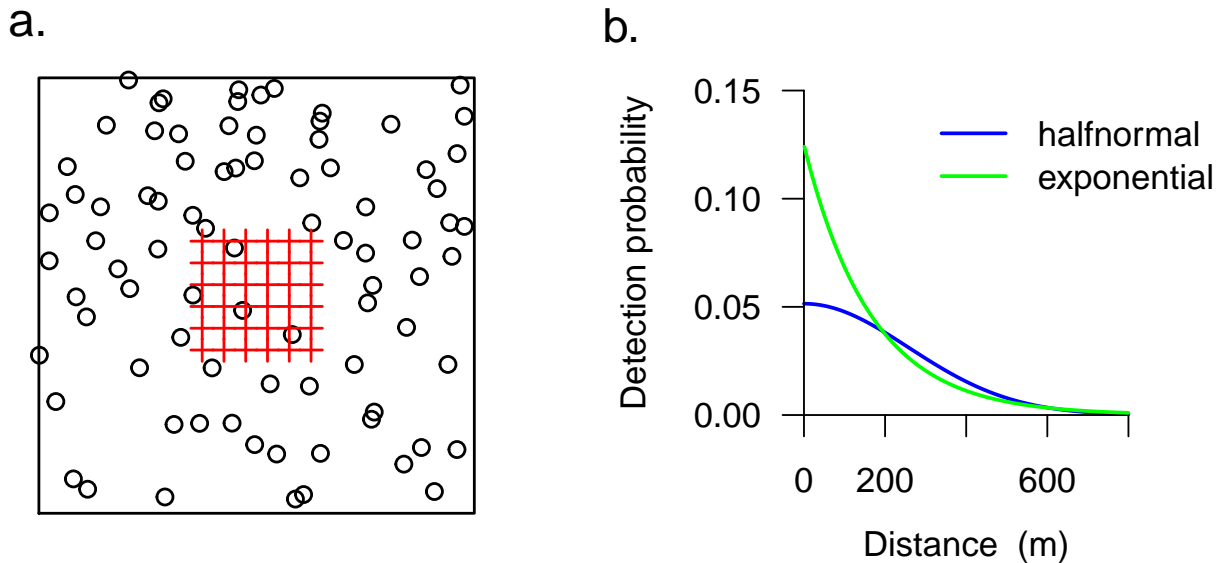 a.
b.
0.15
0.10
0.05
0.00
Detection probability
halfnormal
exponential
0
200
600
Distance (m)